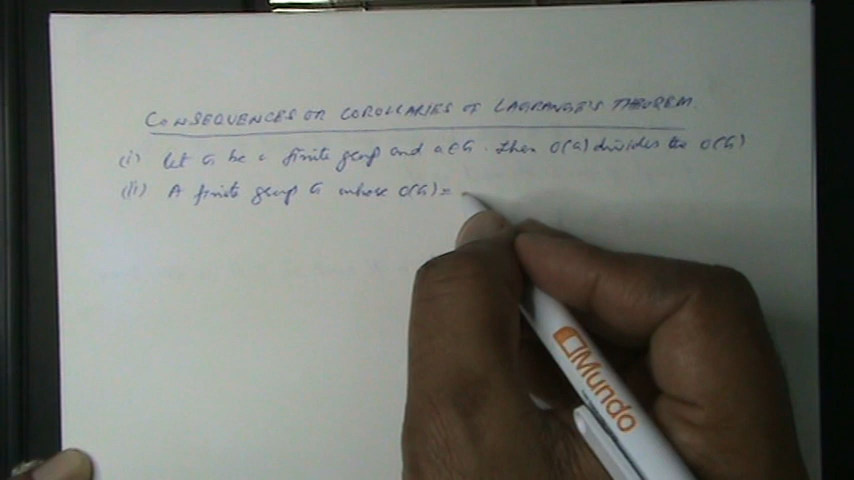 CONSEQUENCES OR COROLLARIES OF LAGRANGE'S THEOREM.
(i) Let G be a finite group and a ∈ G. Then O(a) divides the O(G)
(ii) A finite group G whose O(G) =
Mundo